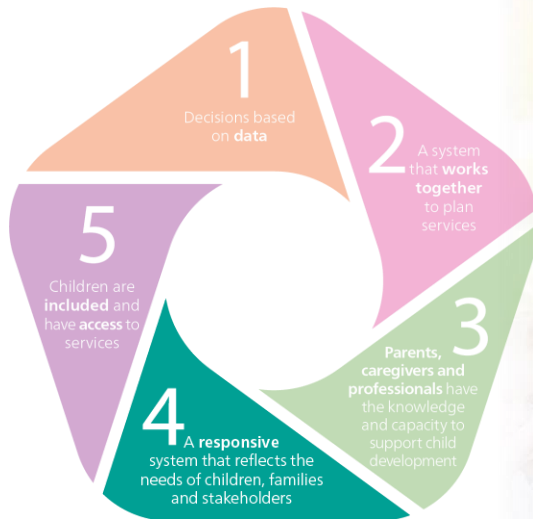 1
Decisions based
on data
2
A system
that works
together
to plan
services
3
Parents,
caregivers and
professionals have
the knowledge
and capacity to
support child
development
4
A responsive
system that reflects the
needs of children, families
and stakeholders
5
Children are
included and
have access to
services